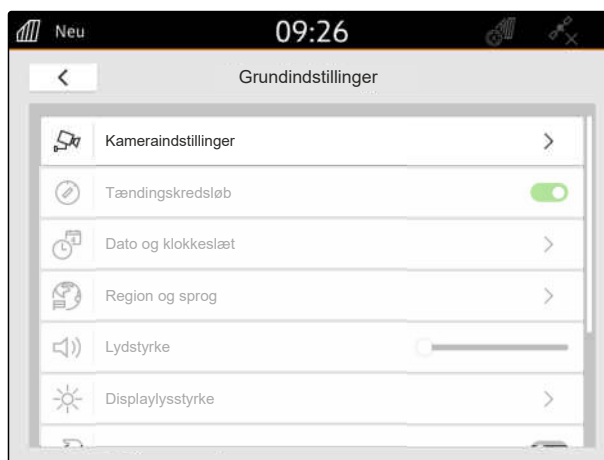 Neu
09:26
Grundindstillinger
Kameraindstillinger
Tændingskredsløb
Dato og klokkeslæt
Region og sprog
Lydstyrke
Displaylysstyrke